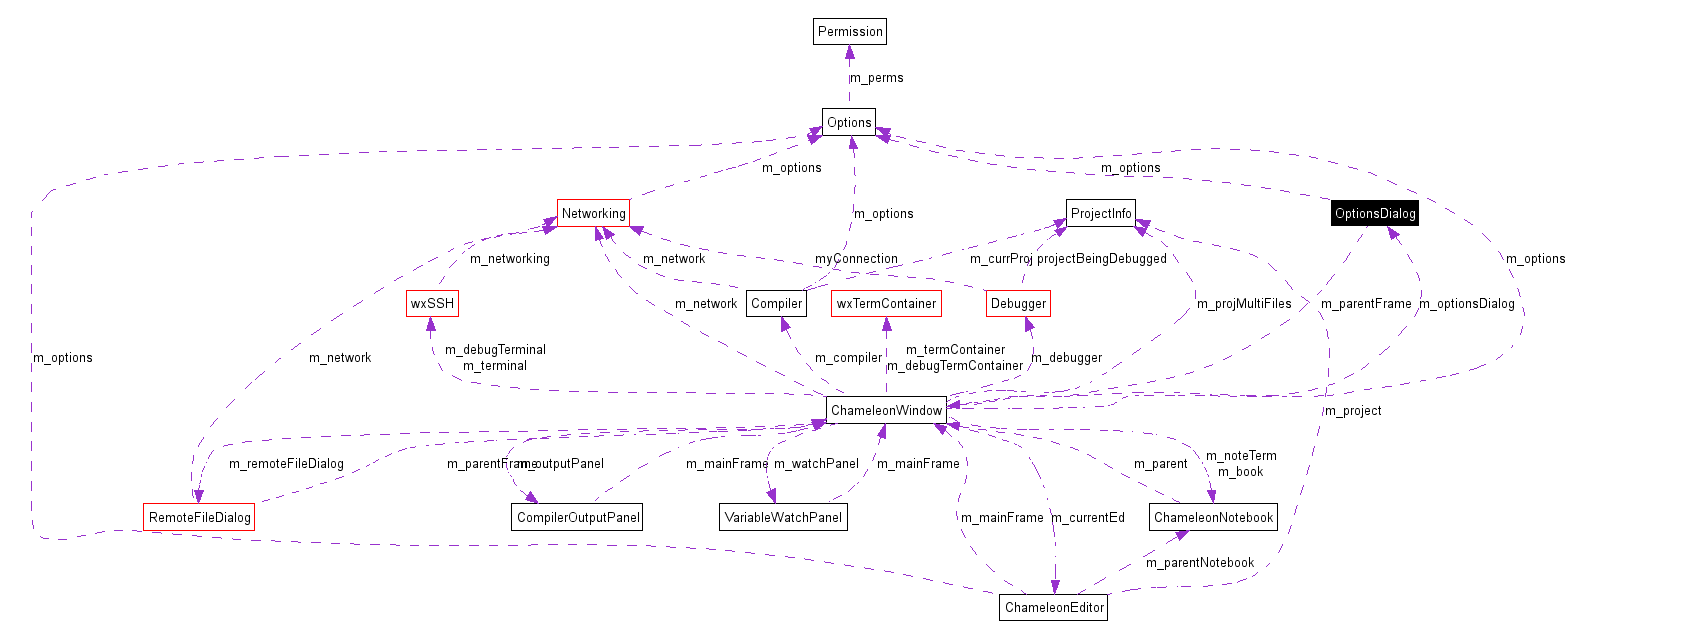 Permission
m_perms
Options
m_options
m_options
Networking
m_options
ProjectInfo
OptionsDialog
m_networking
m_network
myConnection
m_currProj
projectBeingDebugged
m_options
wxSSH
m_network
Compiler
wxTermContainer
Debugger
m_projMultiFiles
m_parentFrame
m_optionsDialog
m_options
m_network
m_debugTerminal
m_terminal
m_compiler
m_termContainer
m_debugTermContainer
m_debugger
ChameleonWindow
m_project
m_remoteFileDialog
m_parentFrame
m_outputPanel
m_mainFrame
m_watchPanel
m_mainFrame
m_parent
m_noteTerm
m_book
RemoteFileDialog
CompilerOutputPanel
VariableWatchPanel
m_mainFrame
m_currentEd
ChameleonNotebook
m_parentNotebook
ChameleonEditor